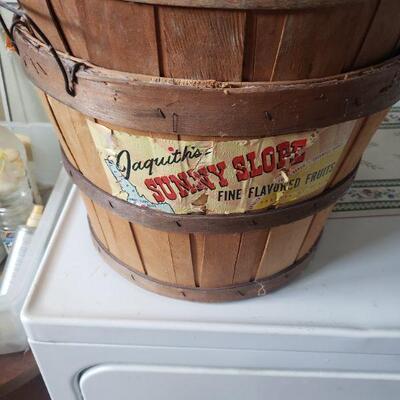 Jaquith's
SUNNY SLOPE
FINE FLAVORED FRUITS